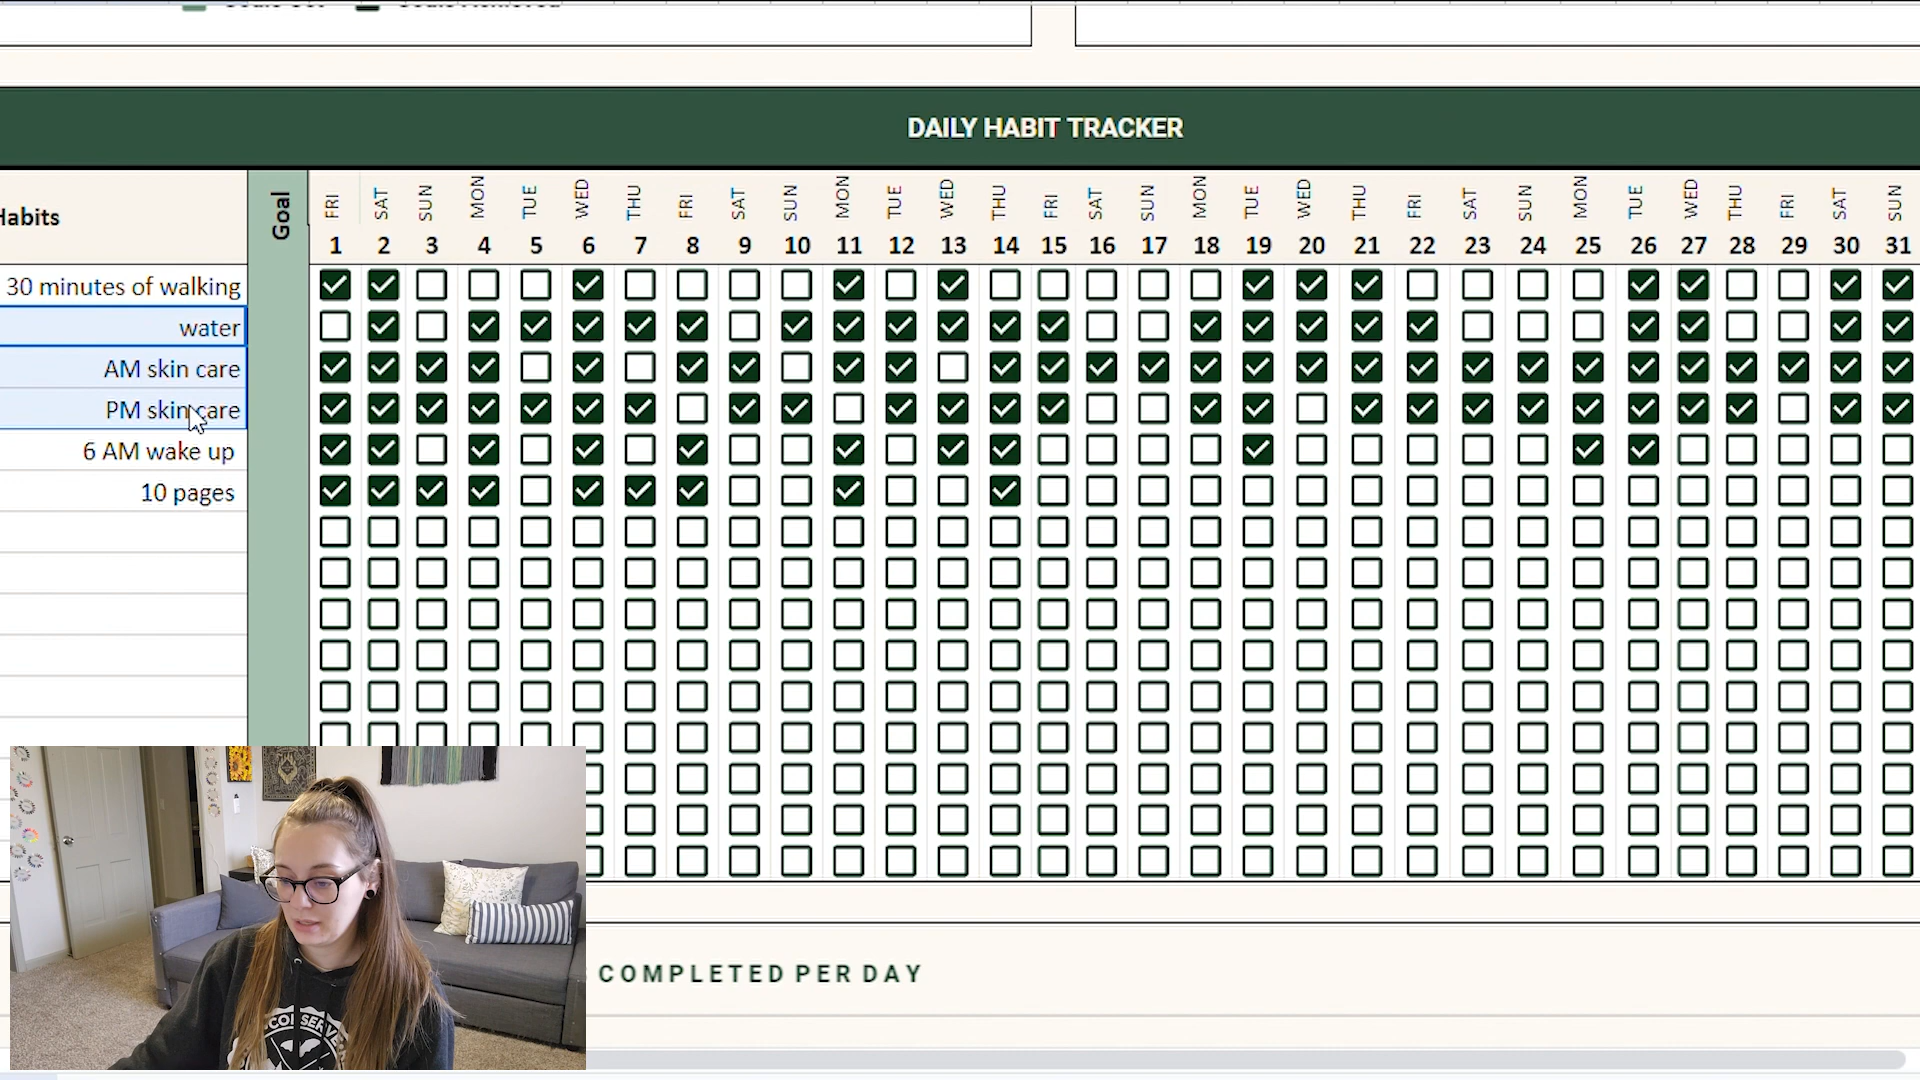 DAILY HABIT TRACKER
Habits
Goal
FRI SAT SUN MON TUE WED THU FRI SAT SUN MON TUE WED THU FRI SAT SUN MON TUE WED THU FRI SAT SUN MON TUE WED THU FRI SAT SUN
1 2 3 4 5 6 7 8 9 10 11 12 13 14 15 16 17 18 19 20 21 22 23 24 25 26 27 28 29 30 31
30 minutes of walking
water
AM skin care
PM skin care
6 AM wake up
10 pages
COMPLETED PER DAY